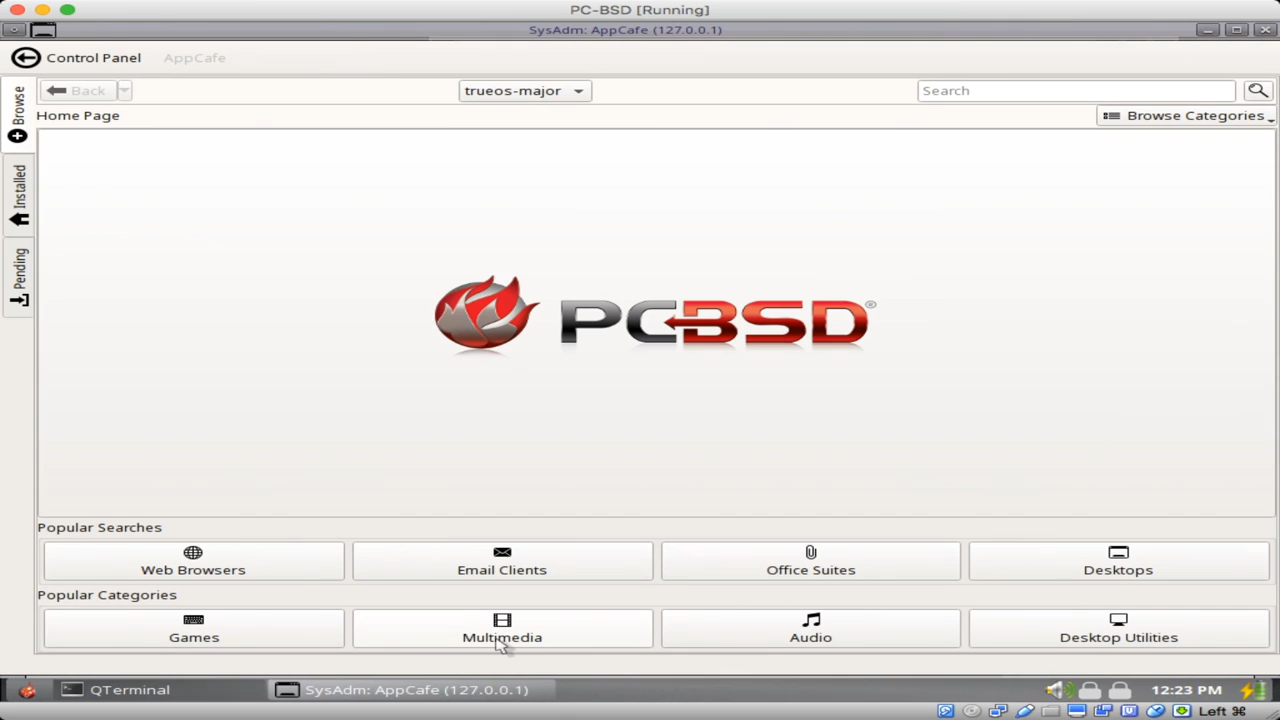 PC-BSD [Running]
SysAdm: AppCafe (127.0.0.1)
Control Panel AppCafe
Back trueos-major Search
Home Page Browse Categories
Browse
Installed
Pending
PCBSD®
Popular Searches
Web Browsers Email Clients Office Suites Desktops
Popular Categories
Games Multimedia Audio Desktop Utilities
QTerminal SysAdm: AppCafe (127.0.0.1) 12:23 PM
Left ⌘